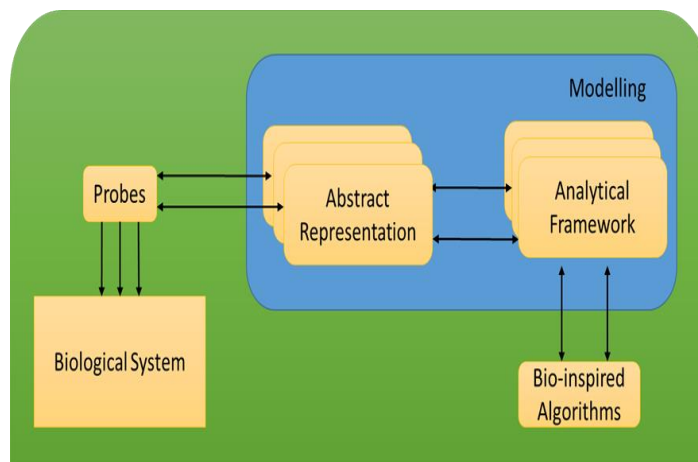 Modelling
Probes
Abstract
Representation
Analytical
Framework
Biological System
Bio-inspired
Algorithms